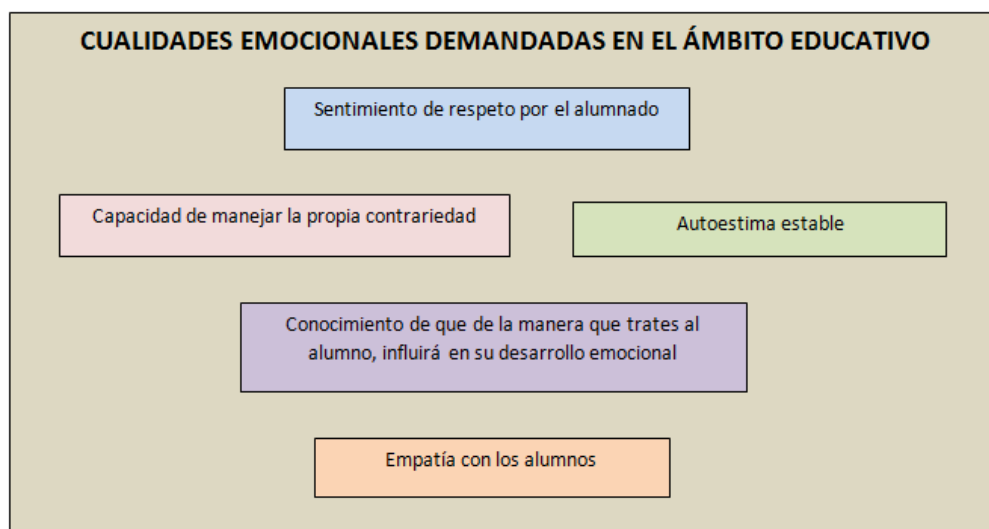 CUALIDADES EMOCIONALES DEMANDADAS EN EL ÁMBITO EDUCATIVO
Sentimiento de respeto por el alumnado
Capacidad de manejar la propia contrariedad
Autoestima estable
Conocimiento de que de la manera que trates al
alumno, influirá en su desarrollo emocional
Empatía con los alumnos